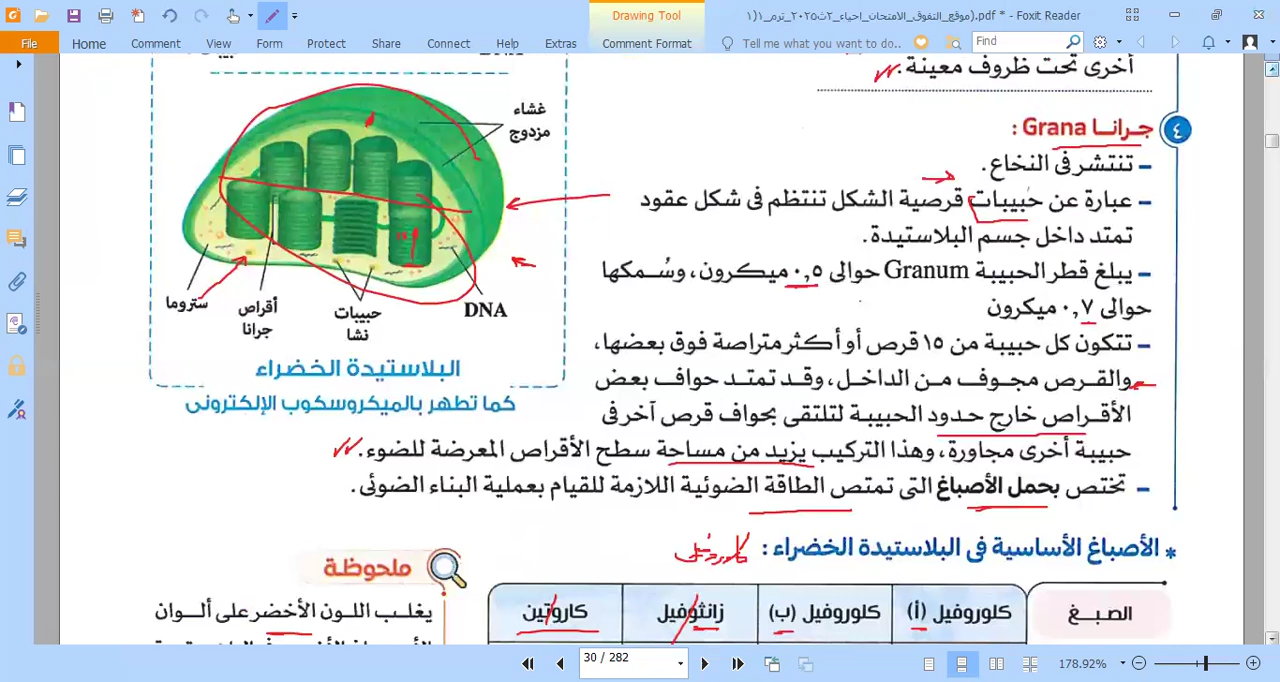 Drawing Tool
موقع_التفوق_الامتحان_احياء_٢ث٢٠٢٥_ترم_١(١).pdf * - Foxit Reader
File Home Comment View Form Protect Share Connect Help Extras Comment Format Tell me what you want to do.. Find
أخرى تحت ظروف معينة.
٤ جرانا Grana :
– تنتشر فى النخاع.
– عبارة عن حُبيبات قرصية الشكل تنتظم فى شكل عقود
تمتد داخل جسم البلاستيدة.
– يبلغ قطر الحبيبة Granum حوالى ٠,٥ ميكرون، وسُمكها
حوالى ٠,٧ ميكرون
– تتكون كل حبيبة من ١٥ قرص أو أكثر متراصة فوق بعضها،
والقرص مجوف من الداخل، وقد تمتد حواف بعض
الأقراص خارج حدود الحبيبة لتلتقى بحواف قرص آخر فى
حبيبة أخرى مجاورة، وهذا التركيب يزيد من مساحة سطح الأقراص المعرضة للضوء.
– تختص بحمل الأصباغ التى تمتص الطاقة الضوئية اللازمة للقيام بعملية البناء الضوئى.
غشاء
مزدوج
DNA
حبيبات
نشا
أقراص
جرانا
ستروما
البلاستيدة الخضراء
كما تظهر بالميكروسكوب الإلكترونى
* الأصباغ الأساسية فى البلاستيدة الخضراء :
الصبغ
كلوروفيل (أ)
كلوروفيل (ب)
زانثوفيل
كاروتين
ملحوظة
يغلب اللون الأخضر على ألوان
30 / 282
178.92%